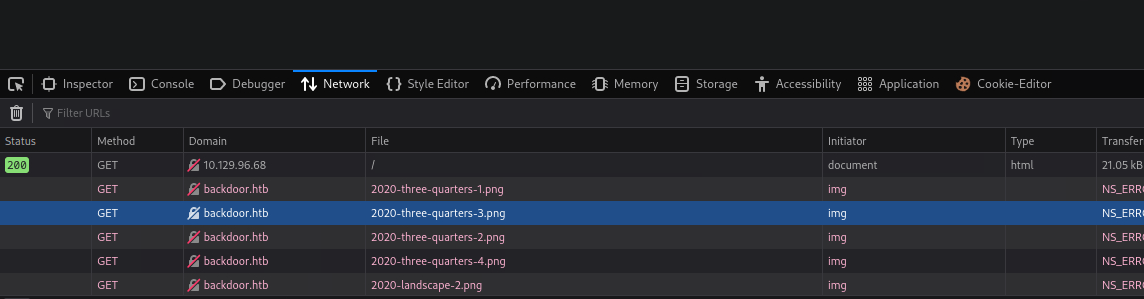 Inspector Console Debugger Network Style Editor Performance Memory Storage Accessibility Application Cookie-Editor
Filter URLs
Status Method Domain File Initiator Type Transfer
200 GET 10.129.96.68 / document html 21.05 kB
GET backdoor.htb 2020-three-quarters-1.png img NS_ERR
GET backdoor.htb 2020-three-quarters-3.png img NS_ERR
GET backdoor.htb 2020-three-quarters-2.png img NS_ERR
GET backdoor.htb 2020-three-quarters-4.png img NS_ERR
GET backdoor.htb 2020-landscape-2.png img NS_ERR